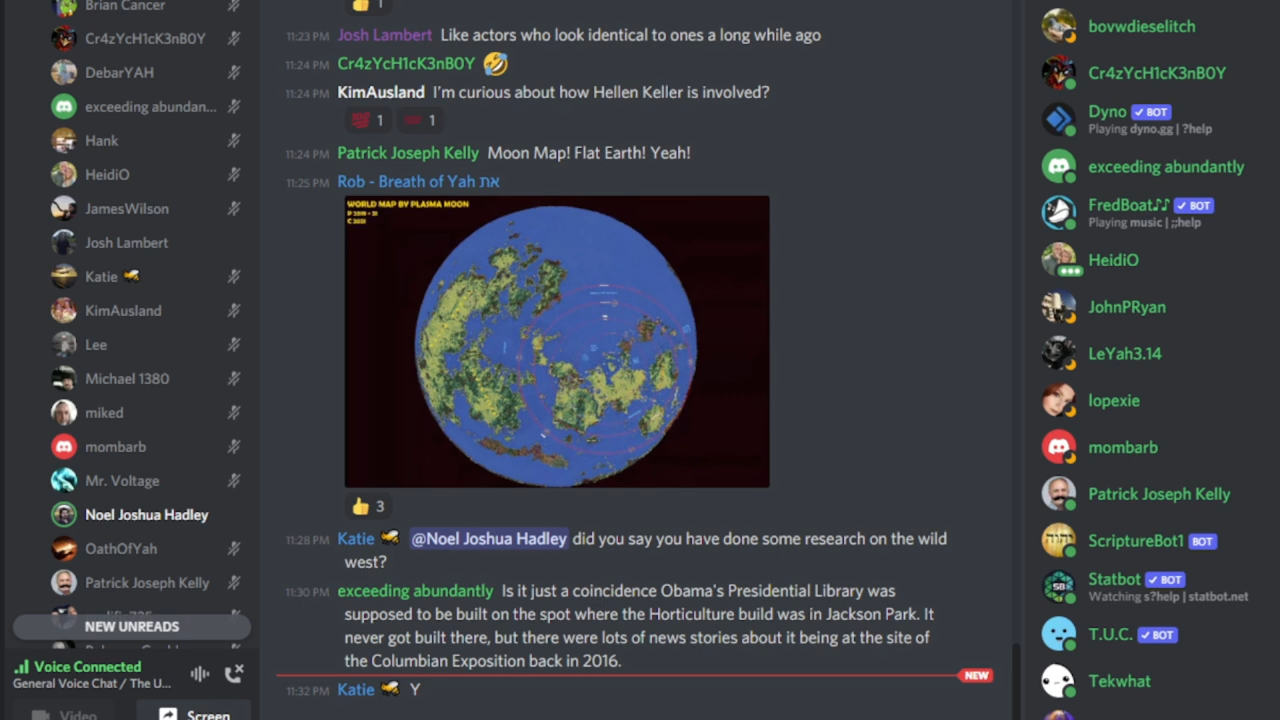 Brian Cancer
Cr4zYcH1cK3nB0Y
DebarYAH
exceeding abundan...
Hank
HeidiO
JamesWilson
Josh Lambert
Katie
KimAusland
Lee
Michael 1380
miked
mombarb
Mr. Voltage
Noel Joshua Hadley
OathOfYah
Patrick Joseph Kelly
NEW UNREADS
Voice Connected
General Voice Chat / The U...
Video
Screen
1
11:23 PM Josh Lambert Like actors who look identical to ones a long while ago
11:24 PM Cr4zYcH1cK3nB0Y 🤣
11:24 PM KimAusland I'm curious about how Hellen Keller is involved?
1 1
11:24 PM Patrick Joseph Kelly Moon Map! Flat Earth! Yeah!
11:25 PM Rob - Breath of Yah את
WORLD MAP BY PLASMA MOON
3
11:28 PM Katie @Noel Joshua Hadley did you say you have done some research on the wild
west?
11:30 PM exceeding abundantly Is it just a coincidence Obama's Presidential Library was
supposed to be built on the spot where the Horticulture build was in Jackson Park. It
never got built there, but there were lots of news stories about it being at the site of
the Columbian Exposition back in 2016.
NEW
11:32 PM Katie Y
bovwdieselitch
Cr4zYcH1cK3nB0Y
Dyno BOT
Playing dyno.gg | ?help
exceeding abundantly
FredBoat♪♪ BOT
Playing music | ;;help
HeidiO
JohnPRyan
LeYah3.14
lopexie
mombarb
Patrick Joseph Kelly
ScriptureBot1 BOT
Statbot BOT
Watching s?help | statbot.net
T.U.C. BOT
Tekwhat